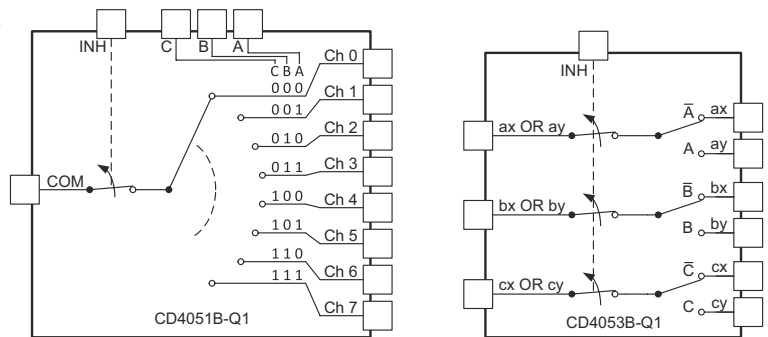 INH C B A
C B A
0 0 0 Ch 0
0 0 1 Ch 1
0 1 0 Ch 2
0 1 1 Ch 3
COM
1 0 0 Ch 4
1 0 1 Ch 5
1 1 0 Ch 6
1 1 1 Ch 7
CD4051B-Q1
INH
A̅ ax
ax OR ay
A ay
B̅ bx
bx OR by
B by
C̅ cx
cx OR cy
C cy
CD4053B-Q1